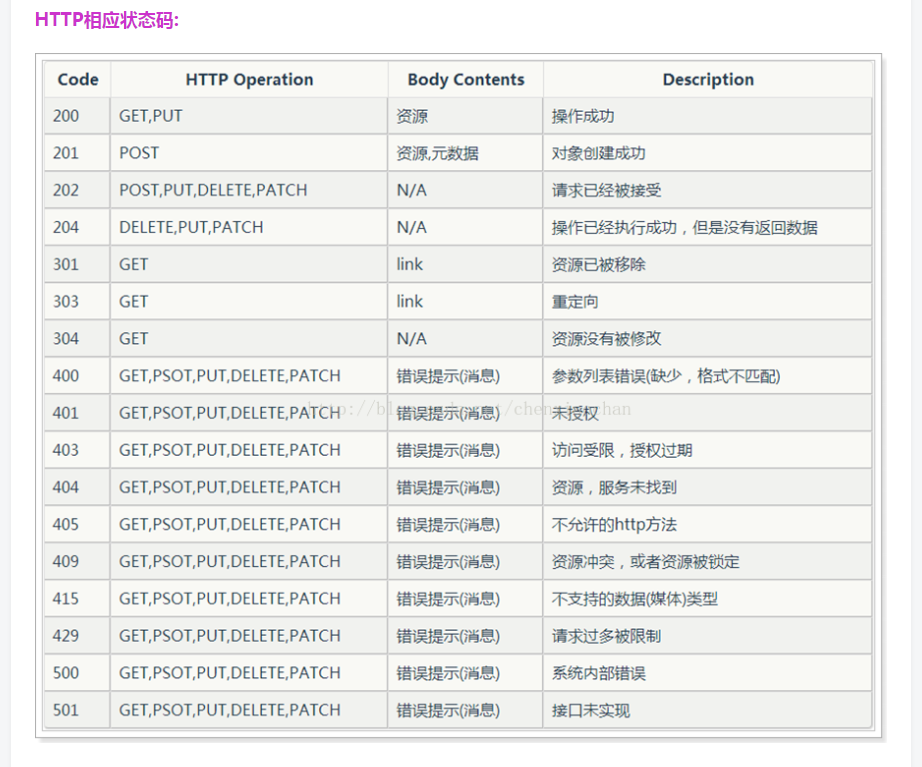 HTTP相应状态码:
Code HTTP Operation Body Contents Description
200 GET,PUT 资源 操作成功
201 POST 资源,元数据 对象创建成功
202 POST,PUT,DELETE,PATCH N/A 请求已经被接受
204 DELETE,PUT,PATCH N/A 操作已经执行成功，但是没有返回数据
301 GET link 资源已被移除
303 GET link 重定向
304 GET N/A 资源没有被修改
400 GET,PSOT,PUT,DELETE,PATCH 错误提示(消息) 参数列表错误(缺少，格式不匹配)
401 GET,PSOT,PUT,DELETE,PATCH 错误提示(消息) 未授权
403 GET,PSOT,PUT,DELETE,PATCH 错误提示(消息) 访问受限，授权过期
404 GET,PSOT,PUT,DELETE,PATCH 错误提示(消息) 资源，服务未找到
405 GET,PSOT,PUT,DELETE,PATCH 错误提示(消息) 不允许的http方法
409 GET,PSOT,PUT,DELETE,PATCH 错误提示(消息) 资源冲突，或者资源被锁定
415 GET,PSOT,PUT,DELETE,PATCH 错误提示(消息) 不支持的数据(媒体)类型
429 GET,PSOT,PUT,DELETE,PATCH 错误提示(消息) 请求过多被限制
500 GET,PSOT,PUT,DELETE,PATCH 错误提示(消息) 系统内部错误
501 GET,PSOT,PUT,DELETE,PATCH 错误提示(消息) 接口未实现